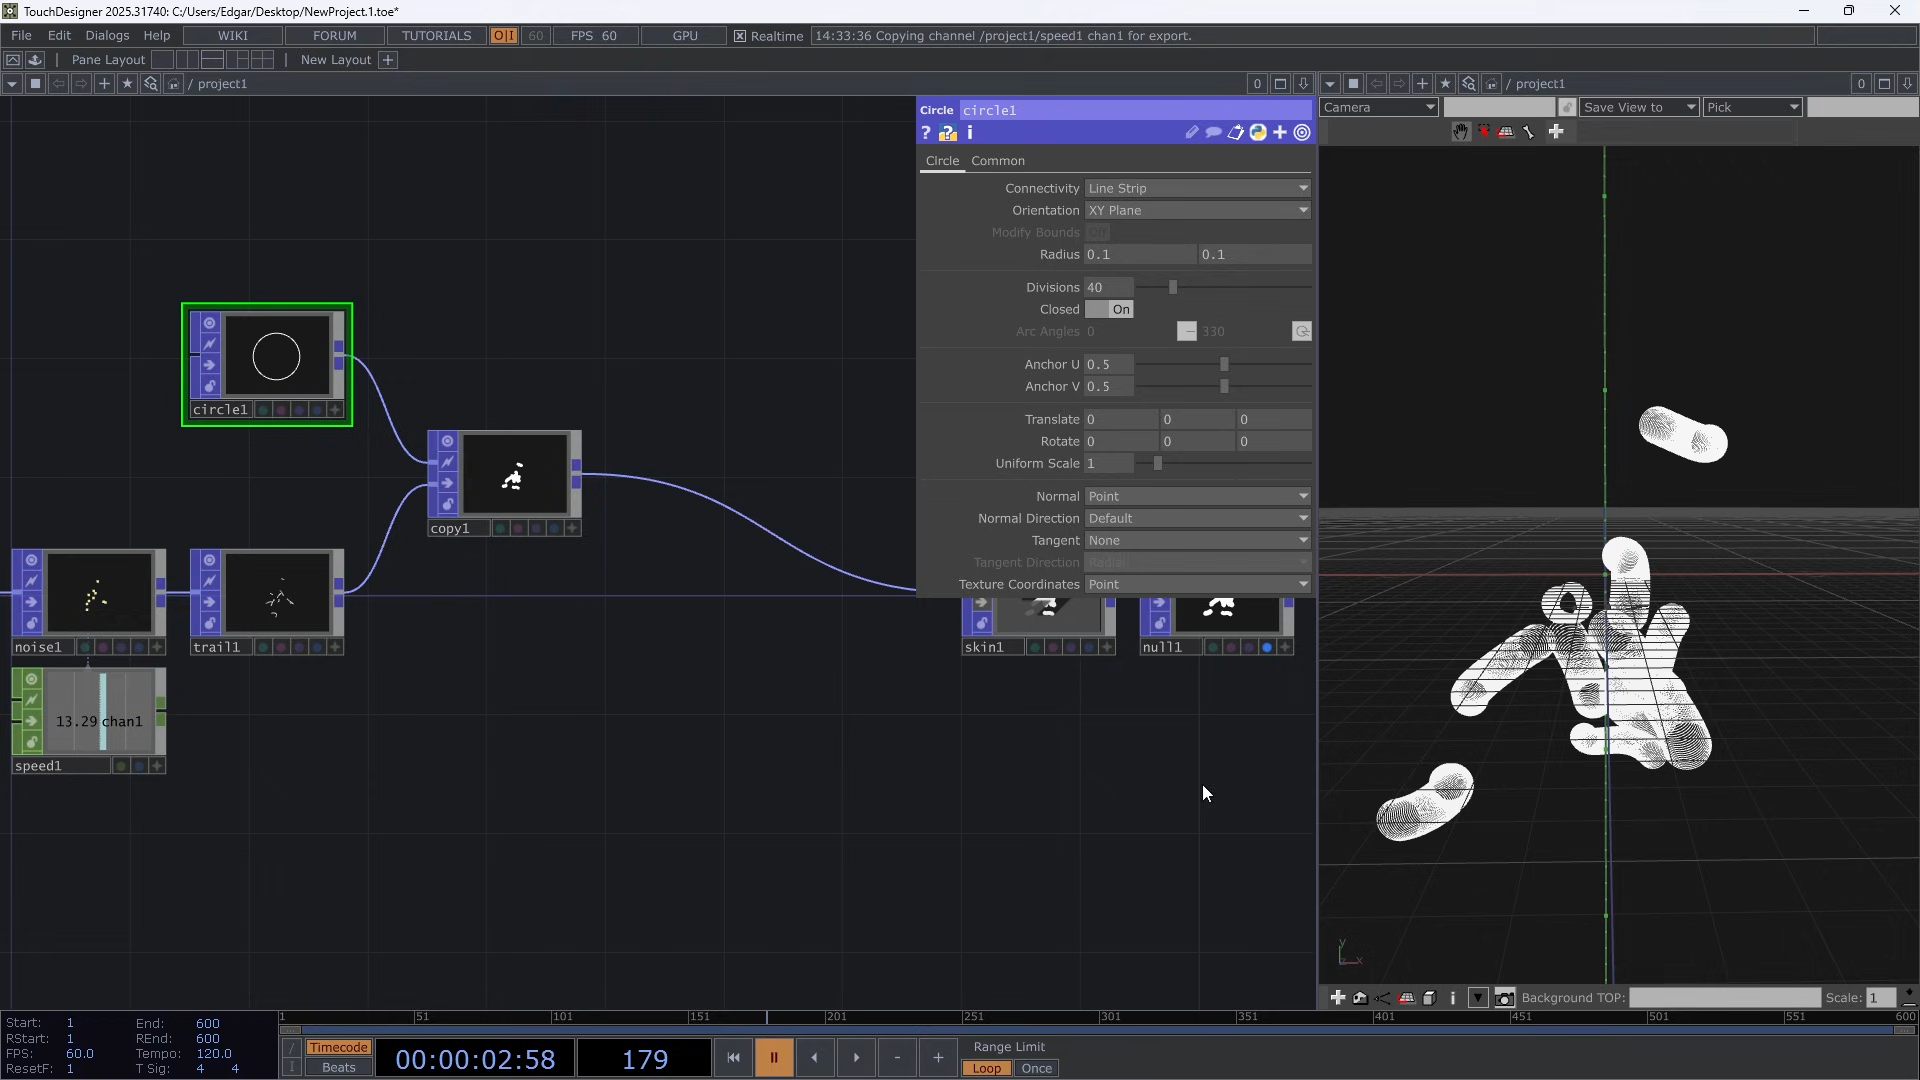 TouchDesigner 2025.31740: C:/Users/Edgar/Desktop/NewProject.1.toe*
File Edit Dialogs Help WIKI FORUM TUTORIALS O|I 60 FPS 60 GPU Realtime 14:33:36 Copying channel /project1/speed1 chan1 for export.
Pane Layout New Layout
/ project1 0
/ project1 0
Camera Save View to Pick
Circle circle1
? ? i
Circle Common
Connectivity Line Strip
Orientation XY Plane
Modify Bounds Off
Radius 0.1 0.1
Divisions 40
Closed On
Arc Angles 0 330
Anchor U 0.5
Anchor V 0.5
Translate 0 0 0
Rotate 0 0 0
Uniform Scale 1
Normal Point
Normal Direction Default
Tangent None
Tangent Direction Radial
Texture Coordinates Point
circle1
copy1
noise1
trail1
skin1
null1
13.29 chan1
speed1
y
x
i Background TOP: Scale: 1
Start: 1 End: 600
RStart: 1 REnd: 600
FPS: 60.0 Tempo: 120.0
ResetF: 1 T Sig: 4 4
1 51 101 151 201 251 301 351 401 451 501 551 600
Timecode
Beats
00:00:02:58
179
- +
Range Limit
Loop Once